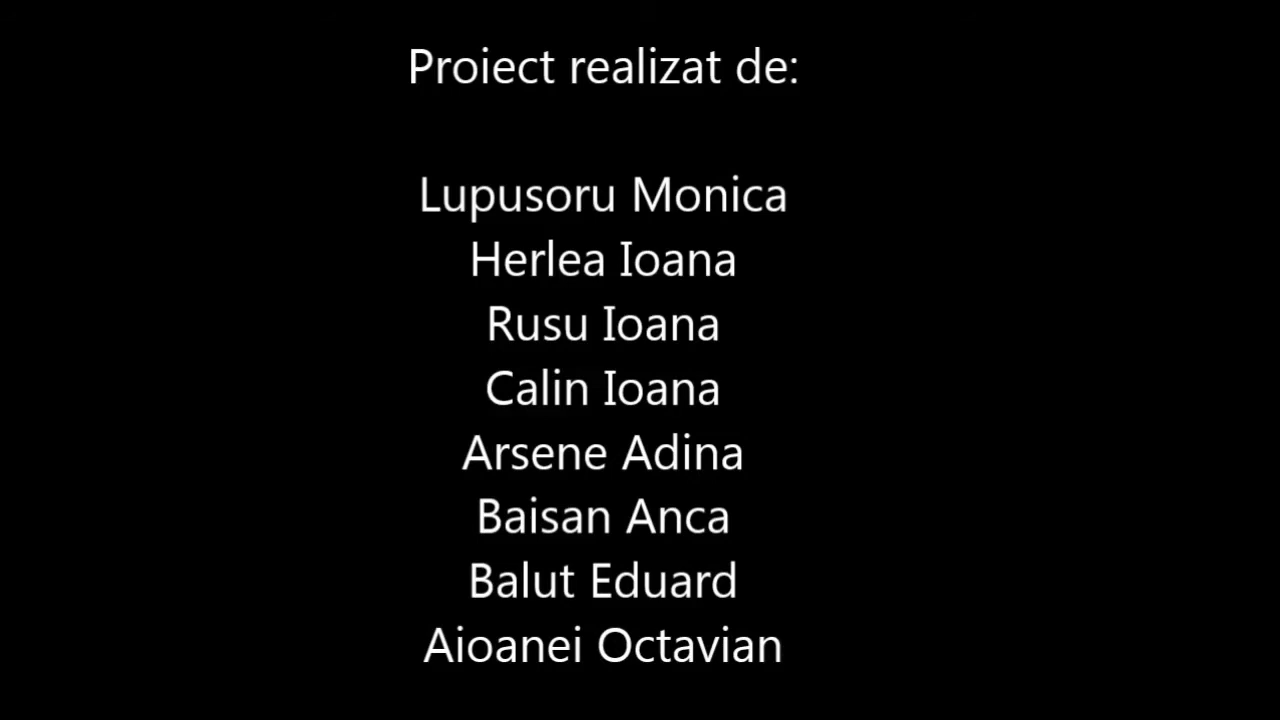 Proiect realizat de:
Lupusoru Monica
Herlea Ioana
Rusu Ioana
Calin Ioana
Arsene Adina
Baisan Anca
Balut Eduard
Aioanei Octavian